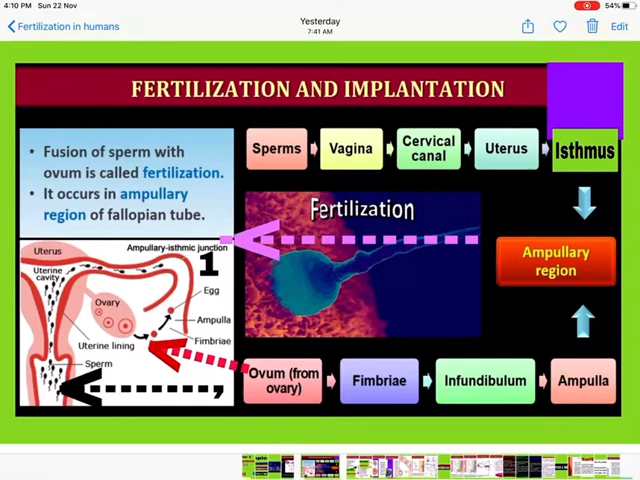 4:10 PM Sun 22 Nov
54%
Fertilization in humans
Yesterday
7:41 AM
Edit
FERTILIZATION AND IMPLANTATION
• Fusion of sperm with
ovum is called fertilization.
• It occurs in ampullary
region of fallopian tube.
Sperms
Vagina
Cervical
canal
Uterus
Isthmus
Fertilization
Ampullary
region
Uterus
Uterine
cavity
Ampullary-isthmic junction
1
Egg
Ovary
Ampulla
Fimbriae
Uterine lining
Sperm
Ovum (from
ovary)
Fimbriae
Infundibulum
Ampulla